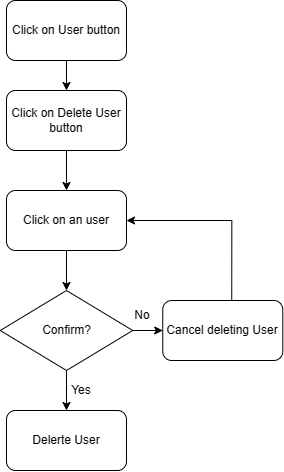 Click on User button
Click on Delete User
button
Click on an user
Confirm?
No
Cancel deleting User
Yes
Delerte User